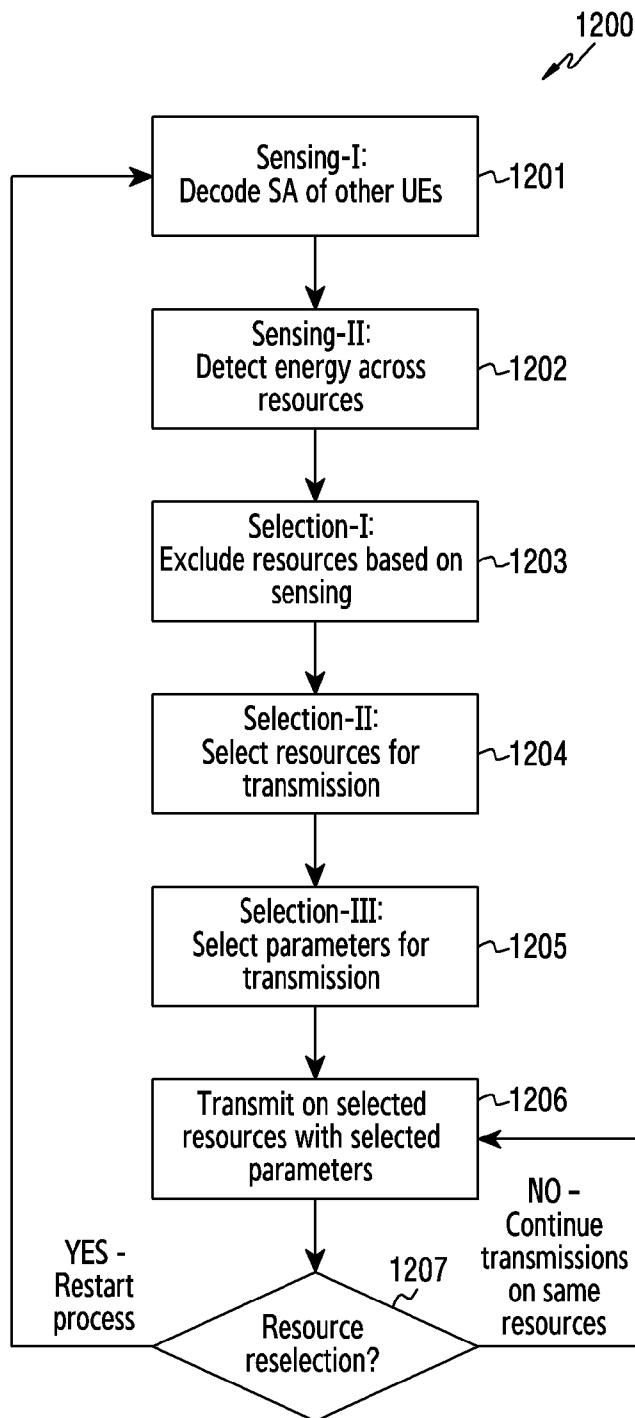 1200
Sensing-I:
Decode SA of other UEs
1201
Sensing-II:
Detect energy across
resources
1202
Selection-I:
Exclude resources based on
sensing
1203
Selection-II:
Select resources for
transmission
1204
Selection-III:
Select parameters for
transmission
1205
Transmit on selected
resources with selected
parameters
1206
YES -
Restart
process
1207
Resource
reselection?
NO -
Continue
transmissions
on same
resources